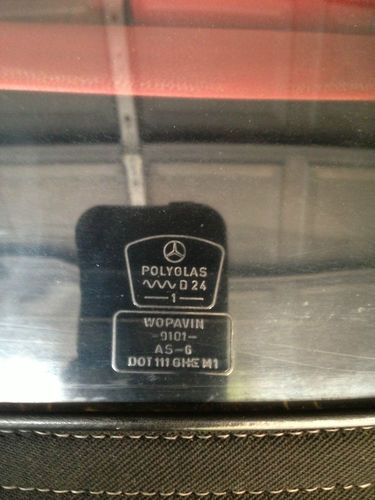 POLYGLAS
D 24
1
WOPAVIN
-9101-
AS-6
DOT 111 GHE M1